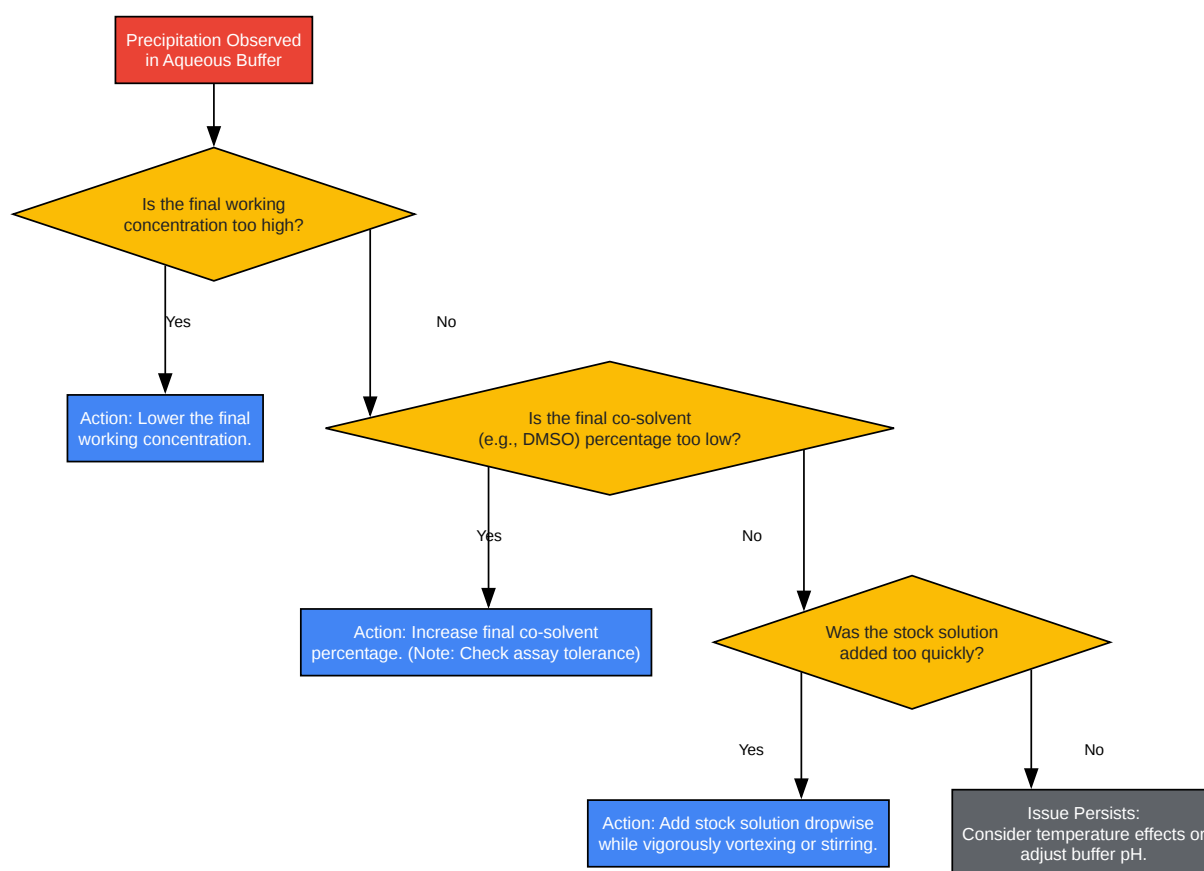 Precipitation Observed
in Aqueous Buffer
Is the final working
concentration too high?
Yes
No
Action: Lower the final
working concentration.
Is the final co-solvent
(e.g., DMSO) percentage too low?
Yes
No
Action: Increase final co-solvent
percentage. (Note: Check assay tolerance)
Was the stock solution
added too quickly?
Yes
No
Action: Add stock solution dropwise
while vigorously vortexing or stirring.
Issue Persists:
Consider temperature effects or
adjust buffer pH.